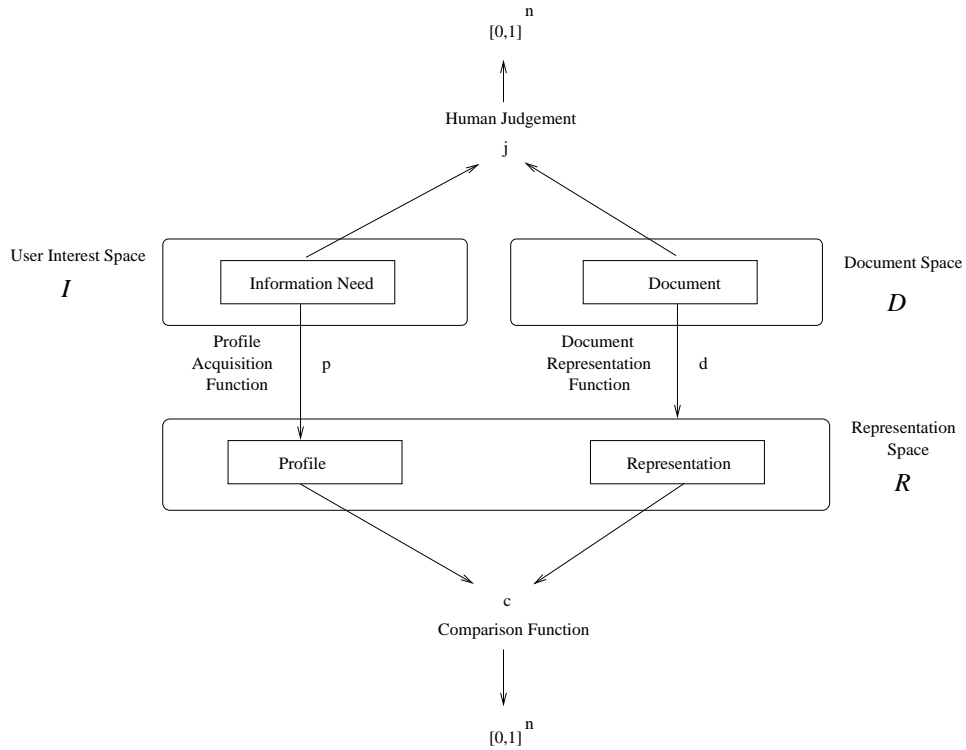 n
[0,1]
Human Judgement
j
User Interest Space
I
Information Need
Document
Document Space
D
Profile
Acquisition
Function
p
Document
Representation
Function
d
Profile
Representation
Representation
Space
R
c
Comparison Function
n
[0,1]